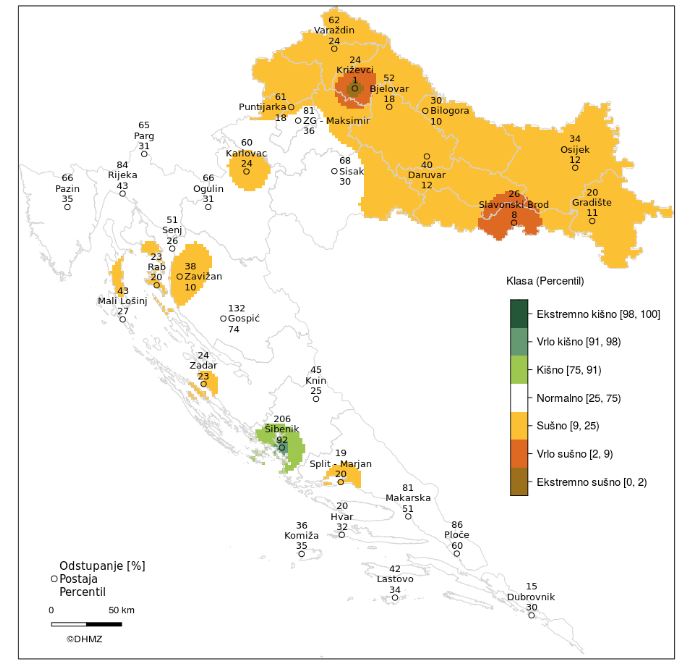 62
Varaždin
24
24
Križevci
1
52
Bjelovar
18
61
Puntijarka
18
81
ZG - Maksimir
36
30
Bilogora
10
65
Parg
31
60
Karlovac
24
68
Sisak
30
40
Daruvar
12
34
Osijek
12
84
Rijeka
43
66
Pazin
35
66
Ogulin
31
26
Slavonski Brod
8
20
Gradište
11
51
Senj
26
23
Rab
20
38
Zavižan
10
43
Mali Lošinj
27
132
Gospić
74
24
Zadar
23
45
Knin
25
206
Šibenik
92
19
Split - Marjan
20
81
Makarska
51
20
Hvar
32
36
Komiža
35
86
Ploče
60
42
Lastovo
34
15
Dubrovnik
30
Klasa (Percentil)
Ekstremno kišno [98, 100]
Vrlo kišno [91, 98)
Kišno [75, 91)
Normalno [25, 75)
Sušno [9, 25)
Vrlo sušno [2, 9)
Ekstremno sušno [0, 2)
Odstupanje [%]
Postaja
Percentil
0 50 km
©DHMZ